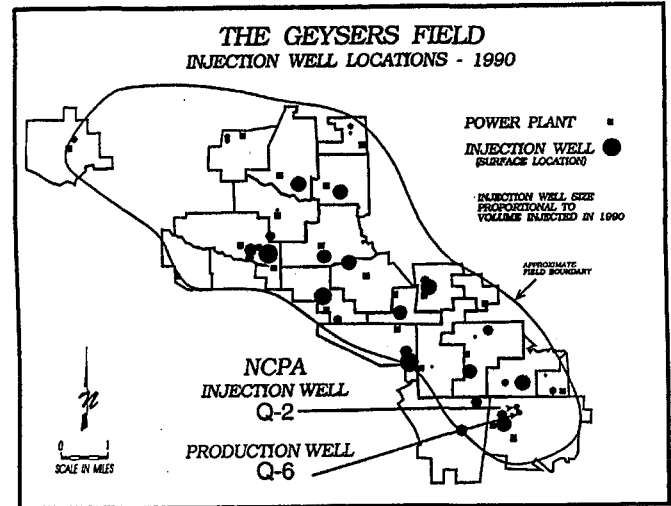 THE GEYSERS FIELD
INJECTION WELL LOCATIONS - 1990
POWER PLANT
INJECTION WELL
(SURFACE LOCATION)
INJECTION WELL SIZE
PROPORTIONAL TO
VOLUME INJECTED IN 1990
APPROXIMATE
FIELD BOUNDARY
NCPA
INJECTION WELL
Q-2
PRODUCTION WELL
Q-6
n
0 1
SCALE IN MILES